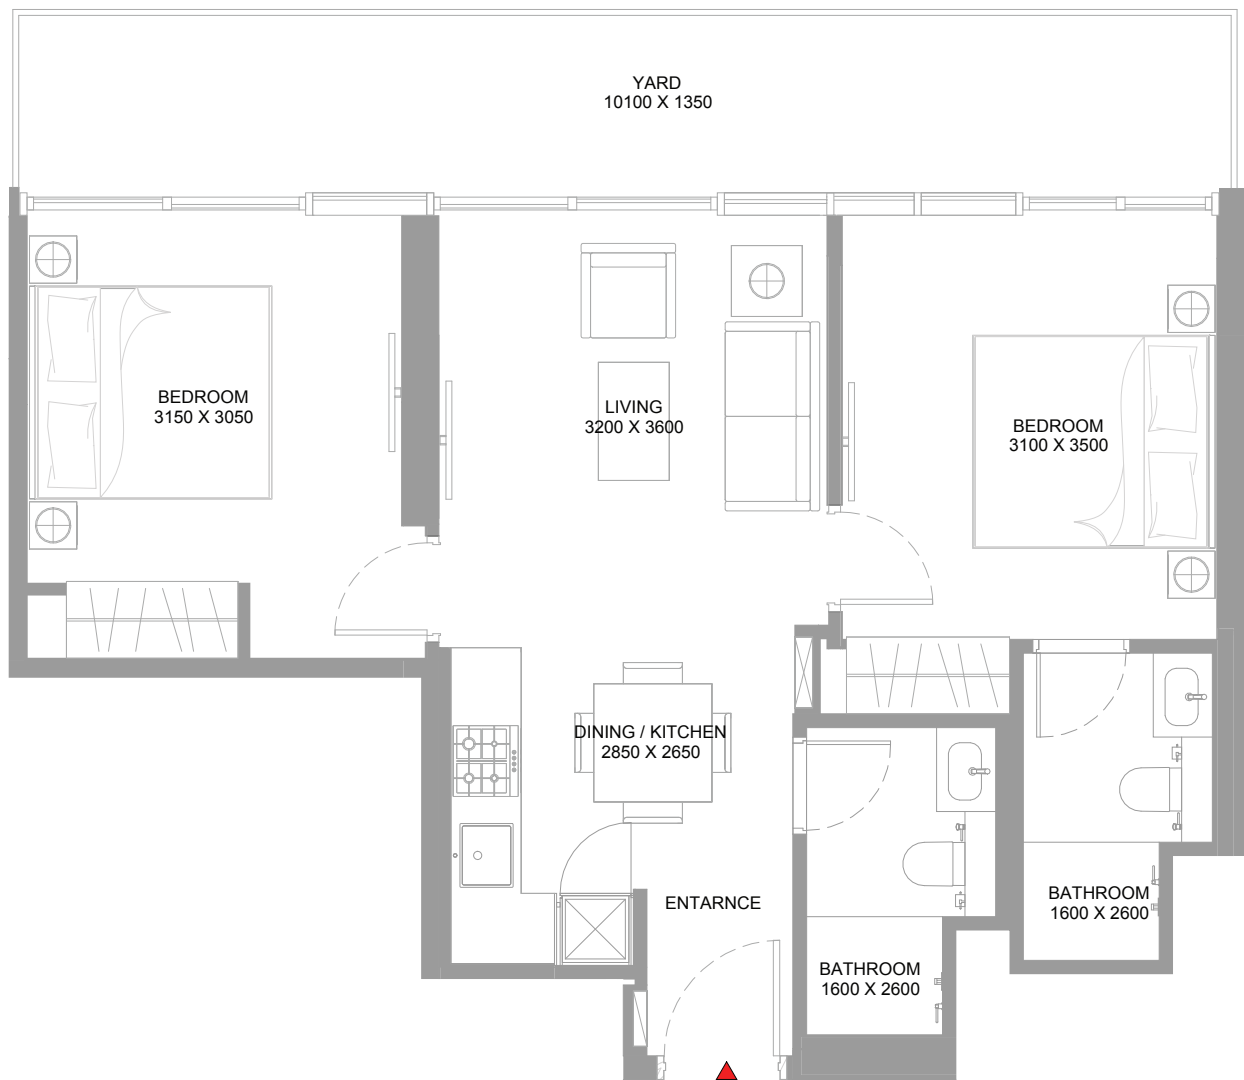 YARD
10100 X 1350
BEDROOM
3150 X 3050
LIVING
3200 X 3600
BEDROOM
3100 X 3500
DINING / KITCHEN
2850 X 2650
ENTARNCE
BATHROOM
1600 X 2600
BATHROOM
1600 X 2600